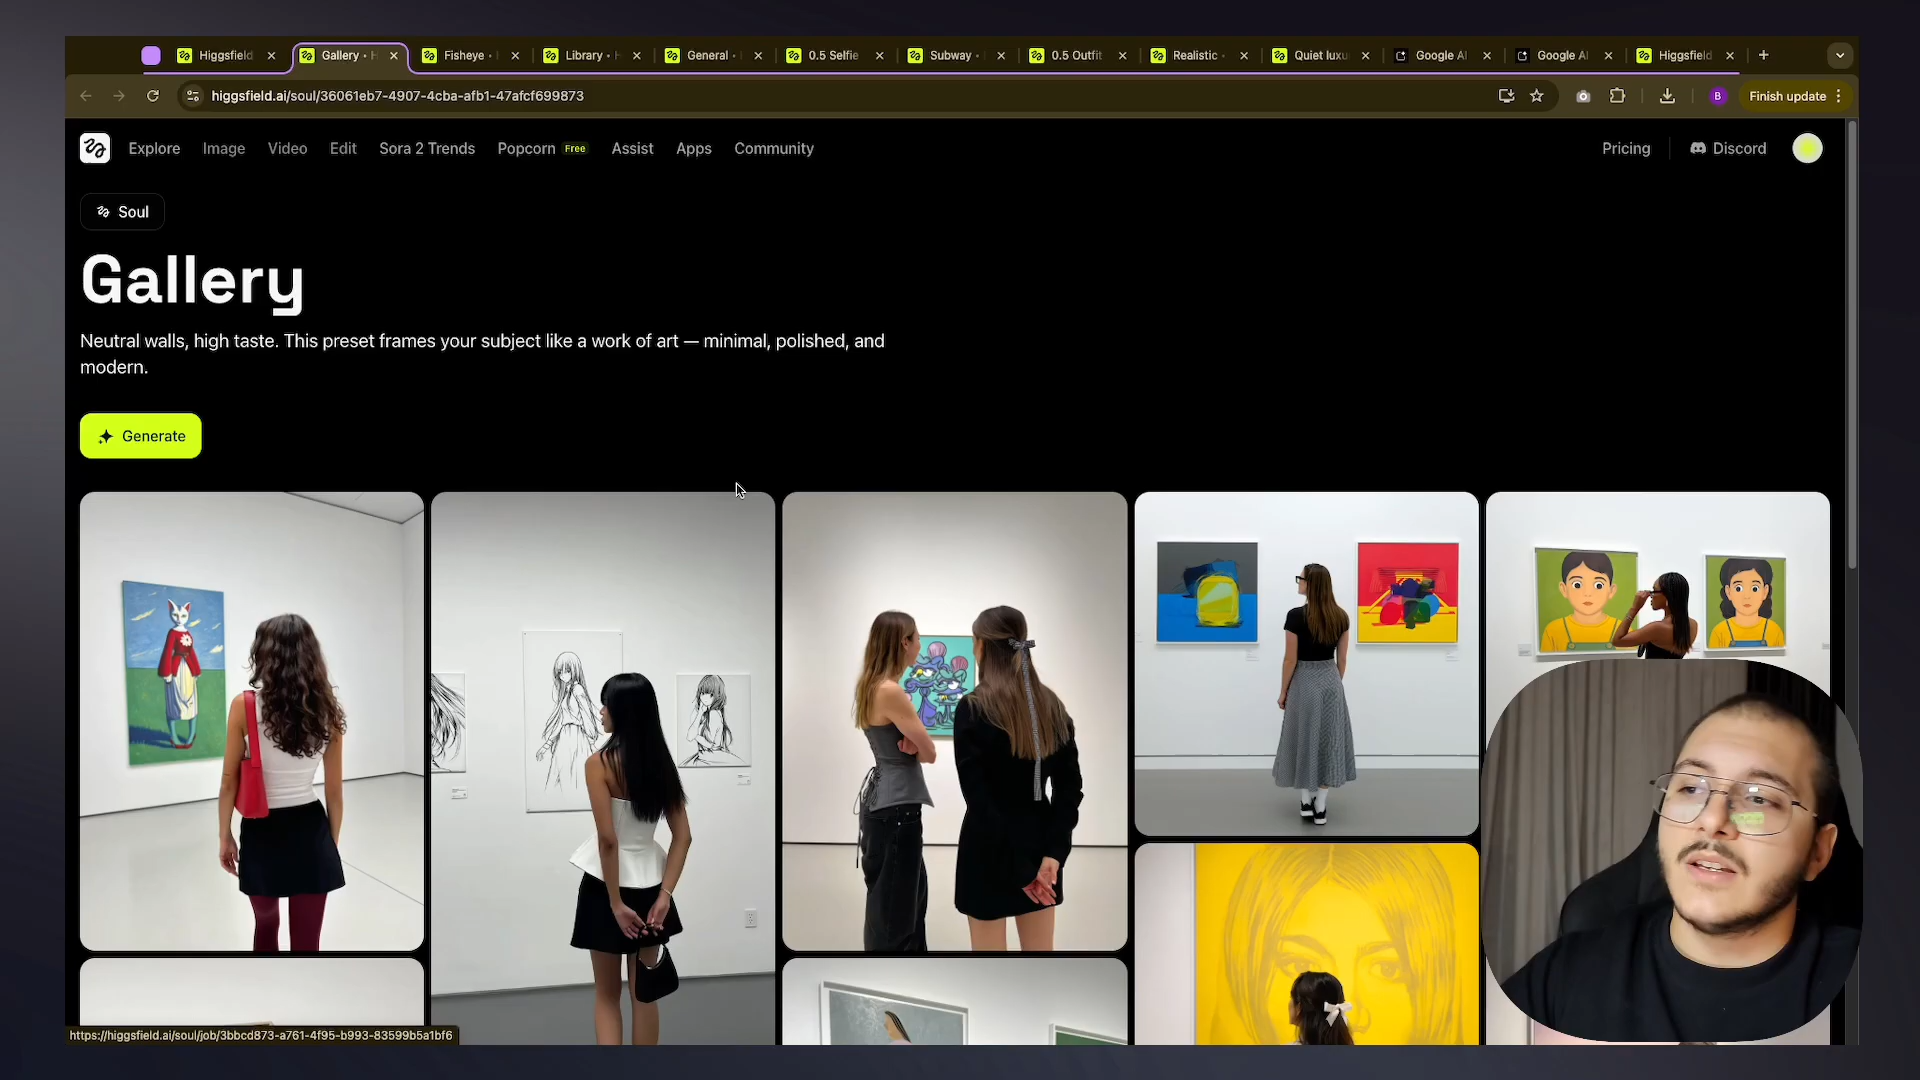 Higgsfield
Gallery • H
Fisheye •
Library • H
General •
0.5 Selfie
Subway •
0.5 Outfit
Realistic •
Quiet luxu
Google AI
Google AI
Higgsfield
higgsfield.ai/soul/36061eb7-4907-4cba-afb1-47afcf699873
B
Finish update
Explore
Image
Video
Edit
Sora 2 Trends
Popcorn Free
Assist
Apps
Community
Pricing
Discord
Soul
Gallery
Neutral walls, high taste. This preset frames your subject like a work of art — minimal, polished, and
modern.
Generate
https://higgsfield.ai/soul/job/3bbcd873-a761-4f95-b993-83599b5a1bf6